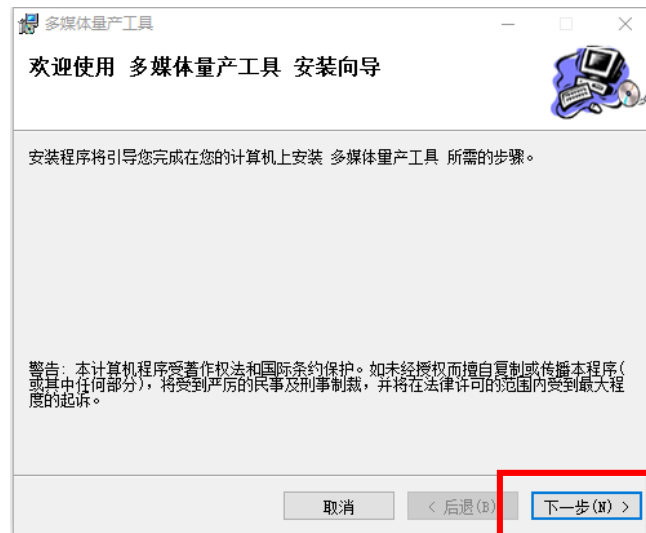 多媒体量产工具
欢迎使用 多媒体量产工具 安装向导
安装程序将引导您完成在您的计算机上安装 多媒体量产工具 所需的步骤。
警告: 本计算机程序受著作权法和国际条约保护。如未经授权而擅自复制或传播本程序(
或其中任何部分)，将受到严厉的民事及刑事制裁，并将在法律许可的范围内受到最大程
度的起诉。
取消 < 后退(B) 下一步(N) >